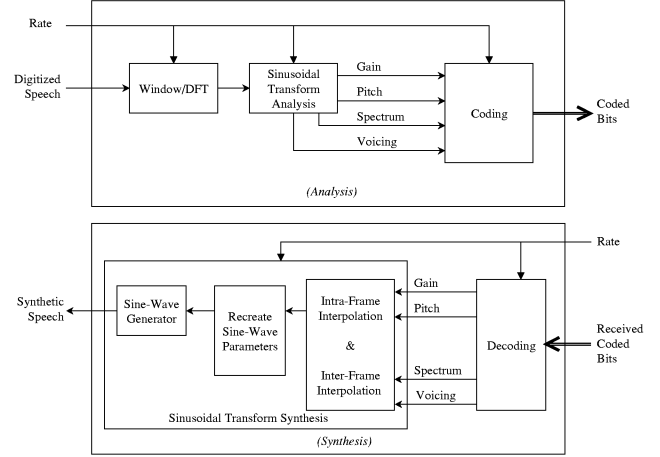 Rate
Digitized
Speech
Window/DFT
Sinusoidal
Transform
Analysis
Gain
Pitch
Spectrum
Voicing
Coding
Coded
Bits
(Analysis)
Rate
Synthetic
Speech
Sine-Wave
Generator
Recreate
Sine-Wave
Parameters
Intra-Frame
Interpolation
&
Inter-Frame
Interpolation
Gain
Pitch
Spectrum
Voicing
Decoding
Received
Coded
Bits
Sinusoidal Transform Synthesis
(Synthesis)